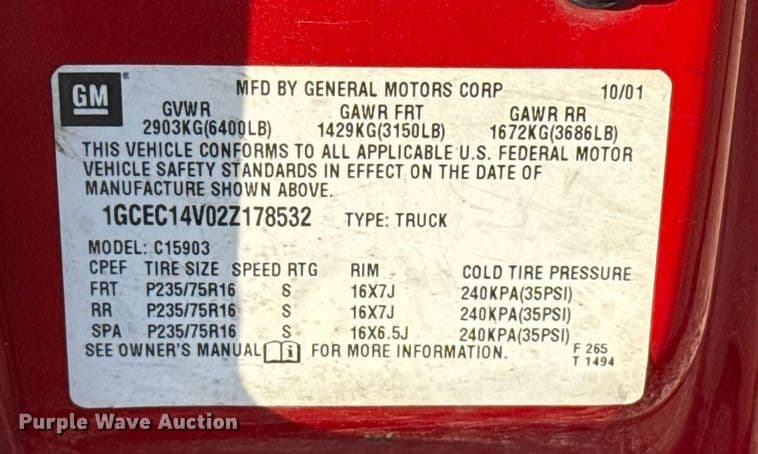 GM ® MFD BY GENERAL MOTORS CORP 10/01
GVWR GAWR FRT GAWR RR
2903KG(6400LB) 1429KG(3150LB) 1672KG(3686LB)
THIS VEHICLE CONFORMS TO ALL APPLICABLE U.S. FEDERAL MOTOR
VEHICLE SAFETY STANDARDS IN EFFECT ON THE DATE OF
MANUFACTURE SHOWN ABOVE.
1GCEC14V02Z178532 TYPE: TRUCK
MODEL: C15903
CPEF TIRE SIZE SPEED RTG RIM COLD TIRE PRESSURE
FRT P235/75R16 S 16X7J 240KPA(35PSI)
RR P235/75R16 S 16X7J 240KPA(35PSI)
SPA P235/75R16 S 16X6.5J 240KPA(35PSI)
SEE OWNER'S MANUAL i FOR MORE INFORMATION. F 265
T 1494
Purple Wave Auction